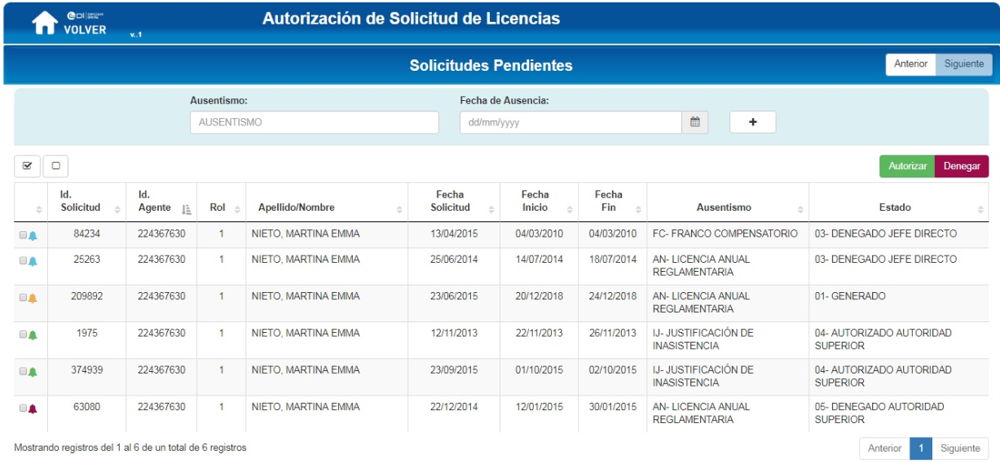 GDI
VOLVER
v..1
Autorización de Solicitud de Licencias
Solicitudes Pendientes
Anterior Siguiente
Ausentismo: Fecha de Ausencia:
AUSENTISMO dd/mm/yyyy +
Autorizar Denegar
Id. Solicitud Id. Agente Rol Apellido/Nombre Fecha Solicitud Fecha Inicio Fecha Fin Ausentismo Estado
84234 224367630 1 NIETO, MARTINA EMMA 13/04/2015 04/03/2010 04/03/2010 FC- FRANCO COMPENSATORIO 03- DENEGADO JEFE DIRECTO
25263 224367630 1 NIETO, MARTINA EMMA 25/06/2014 14/07/2014 18/07/2014 AN- LICENCIA ANUAL 03- DENEGADO JEFE DIRECTO
REGLAMENTARIA
209892 224367630 1 NIETO, MARTINA EMMA 23/06/2015 20/12/2018 24/12/2018 AN- LICENCIA ANUAL 01- GENERADO
REGLAMENTARIA
1975 224367630 1 NIETO, MARTINA EMMA 12/11/2013 22/11/2013 26/11/2013 IJ- JUSTIFICACIÓN DE 04- AUTORIZADO AUTORIDAD
INASISTENCIA SUPERIOR
374939 224367630 1 NIETO, MARTINA EMMA 23/09/2015 01/10/2015 02/10/2015 IJ- JUSTIFICACIÓN DE 04- AUTORIZADO AUTORIDAD
INASISTENCIA SUPERIOR
63080 224367630 1 NIETO, MARTINA EMMA 22/12/2014 12/01/2015 30/01/2015 AN- LICENCIA ANUAL 05- DENEGADO AUTORIDAD
REGLAMENTARIA SUPERIOR
Mostrando registros del 1 al 6 de un total de 6 registros
Anterior 1 Siguiente